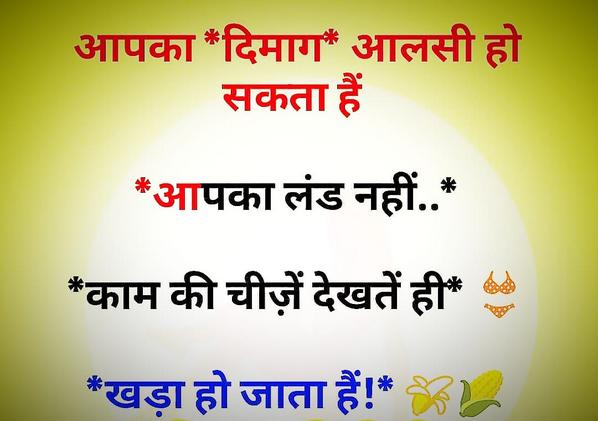 आपका *दिमाग* आलसी हो
सकता हैं
*आपका लंड नहीं..*
*काम की चीज़ें देखतें ही* 👙
*खड़ा हो जाता हैं!* 🍌🌽